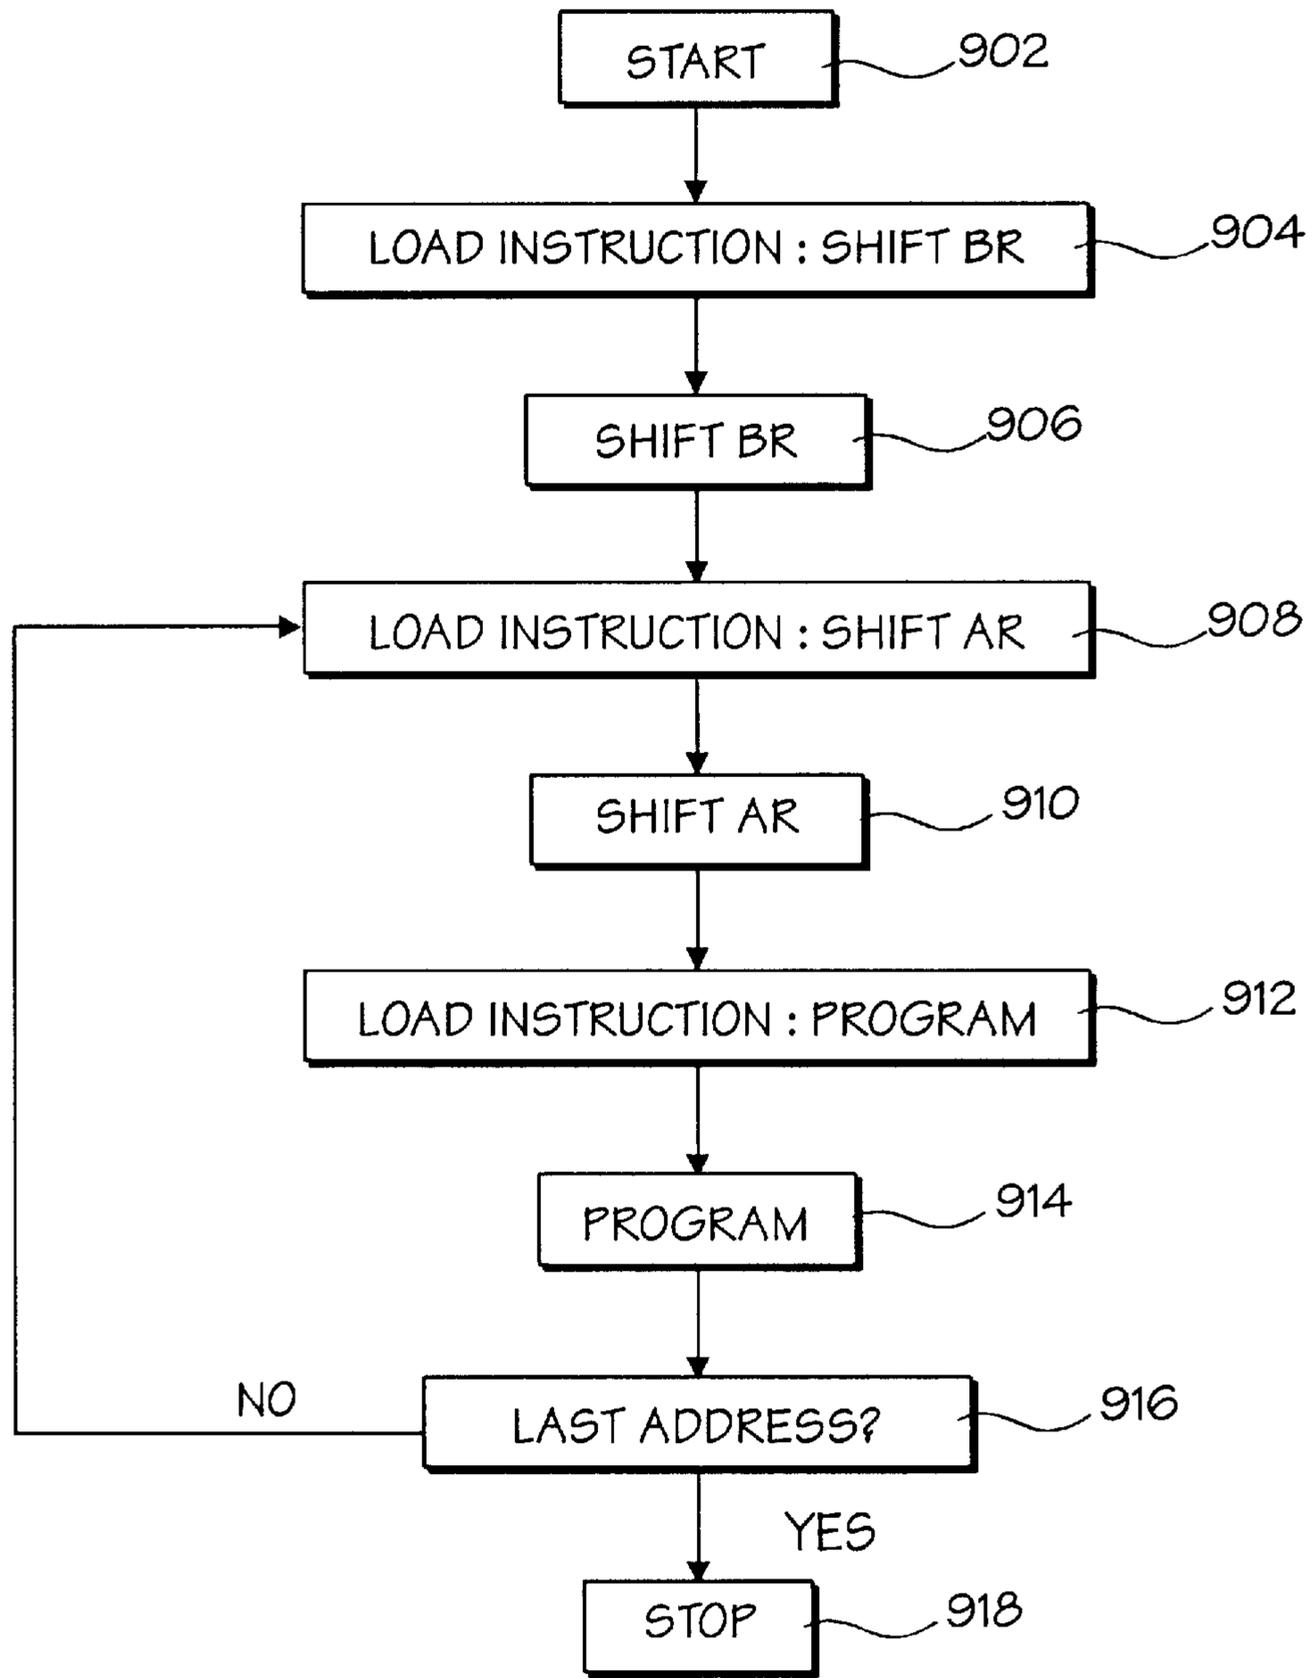 START
902
LOAD INSTRUCTION : SHIFT BR
904
SHIFT BR
906
LOAD INSTRUCTION : SHIFT AR
908
SHIFT AR
910
LOAD INSTRUCTION : PROGRAM
912
PROGRAM
914
LAST ADDRESS?
916
NO
YES
STOP
918